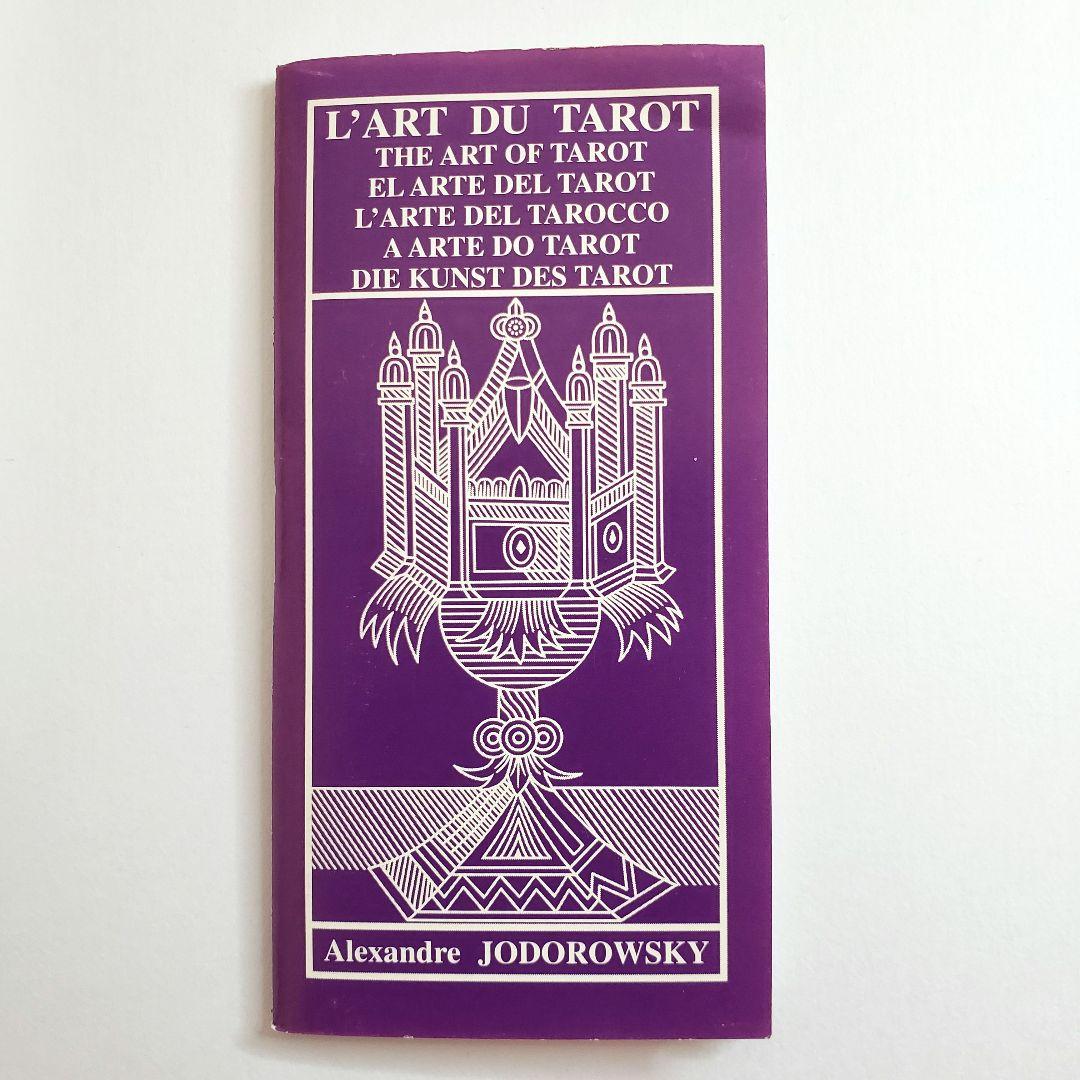 L'ART DU TAROT
THE ART OF TAROT
EL ARTE DEL TAROT
L'ARTE DEL TAROCCO
A ARTE DO TAROT
DIE KUNST DES TAROT
Alexandre JODOROWSKY